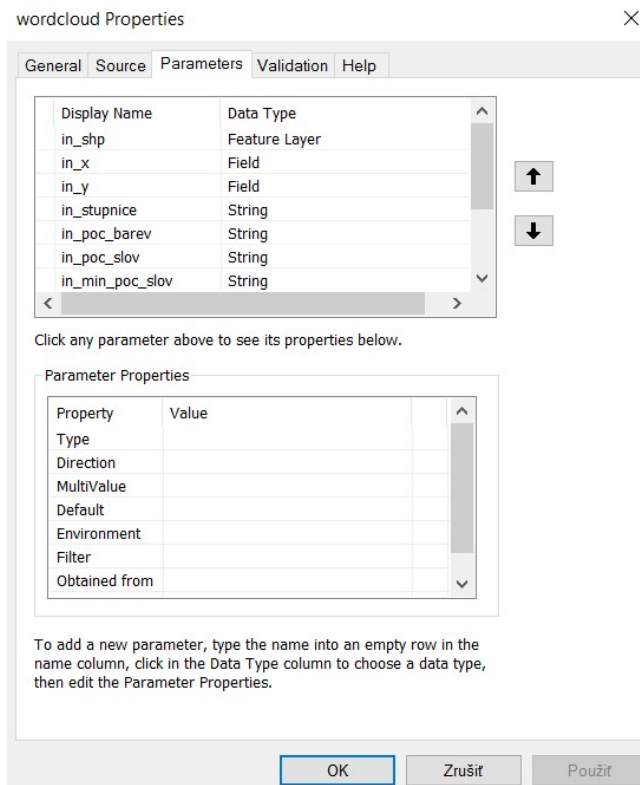 wordcloud Properties
General Source Parameters Validation Help
Display Name Data Type
in_shp Feature Layer
in_x Field
in_y Field
in_stupnice String
in_poc_barev String
in_poc_slov String
in_min_poc_slov String
Click any parameter above to see its properties below.
Parameter Properties
Property Value
Type
Direction
MultiValue
Default
Environment
Filter
Obtained from
To add a new parameter, type the name into an empty row in the
name column, click in the Data Type column to choose a data type,
then edit the Parameter Properties.
OK Zrušiť Použiť